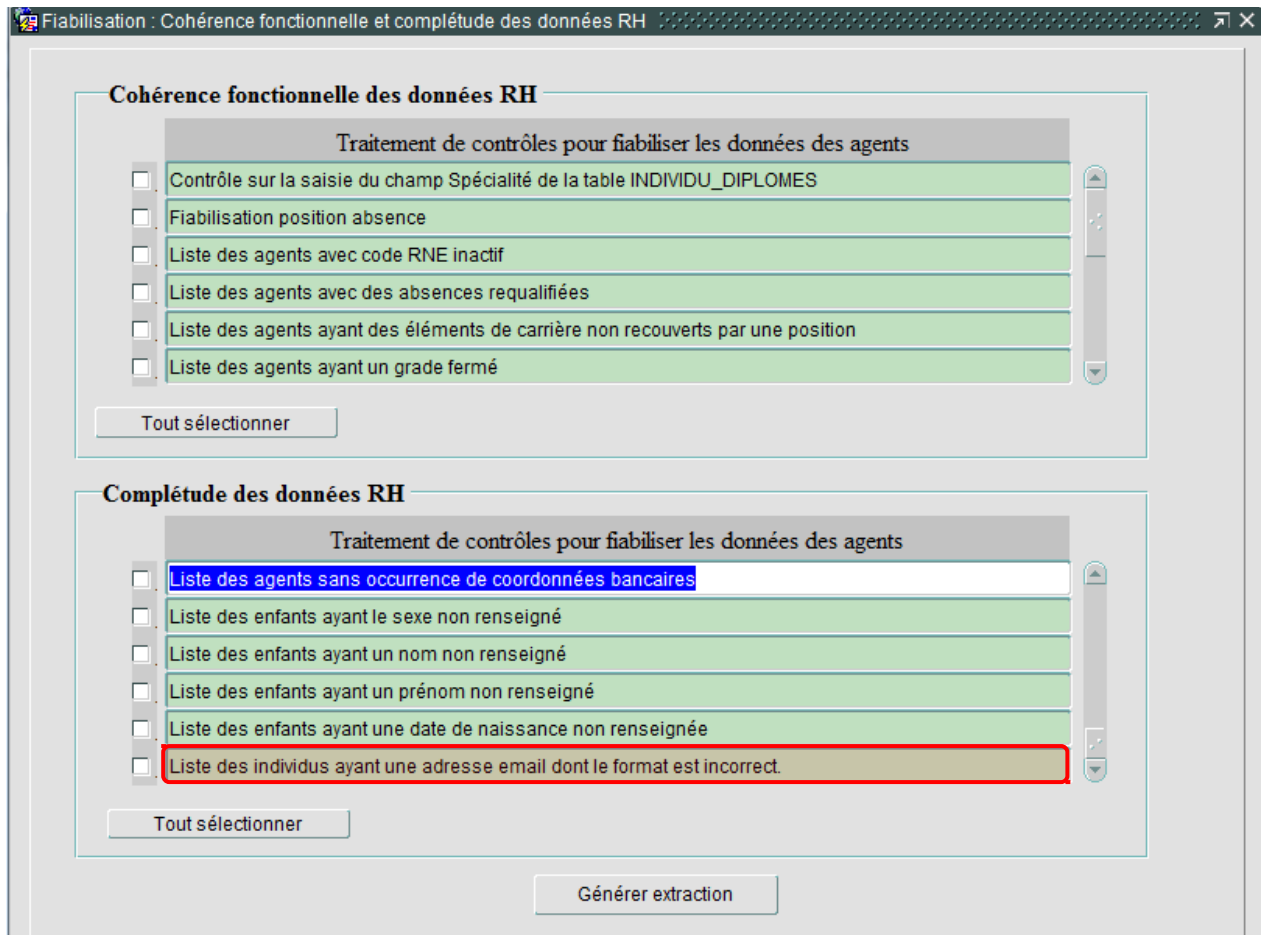 Fiabilisation : Cohérence fonctionnelle et complétude des données RH
Cohérence fonctionnelle des données RH
Traitement de contrôles pour fiabiliser les données des agents
Contrôle sur la saisie du champ Spécialité de la table INDIVIDU_DIPLOMES
Fiabilisation position absence
Liste des agents avec code RNE inactif
Liste des agents avec des absences requalifiées
Liste des agents ayant des éléments de carrière non recouverts par une position
Liste des agents ayant un grade fermé
Tout sélectionner
Complétude des données RH
Traitement de contrôles pour fiabiliser les données des agents
Liste des agents sans occurrence de coordonnées bancaires
Liste des enfants ayant le sexe non renseigné
Liste des enfants ayant un nom non renseigné
Liste des enfants ayant un prénom non renseigné
Liste des enfants ayant une date de naissance non renseignée
Liste des individus ayant une adresse email dont le format est incorrect.
Tout sélectionner
Générer extraction